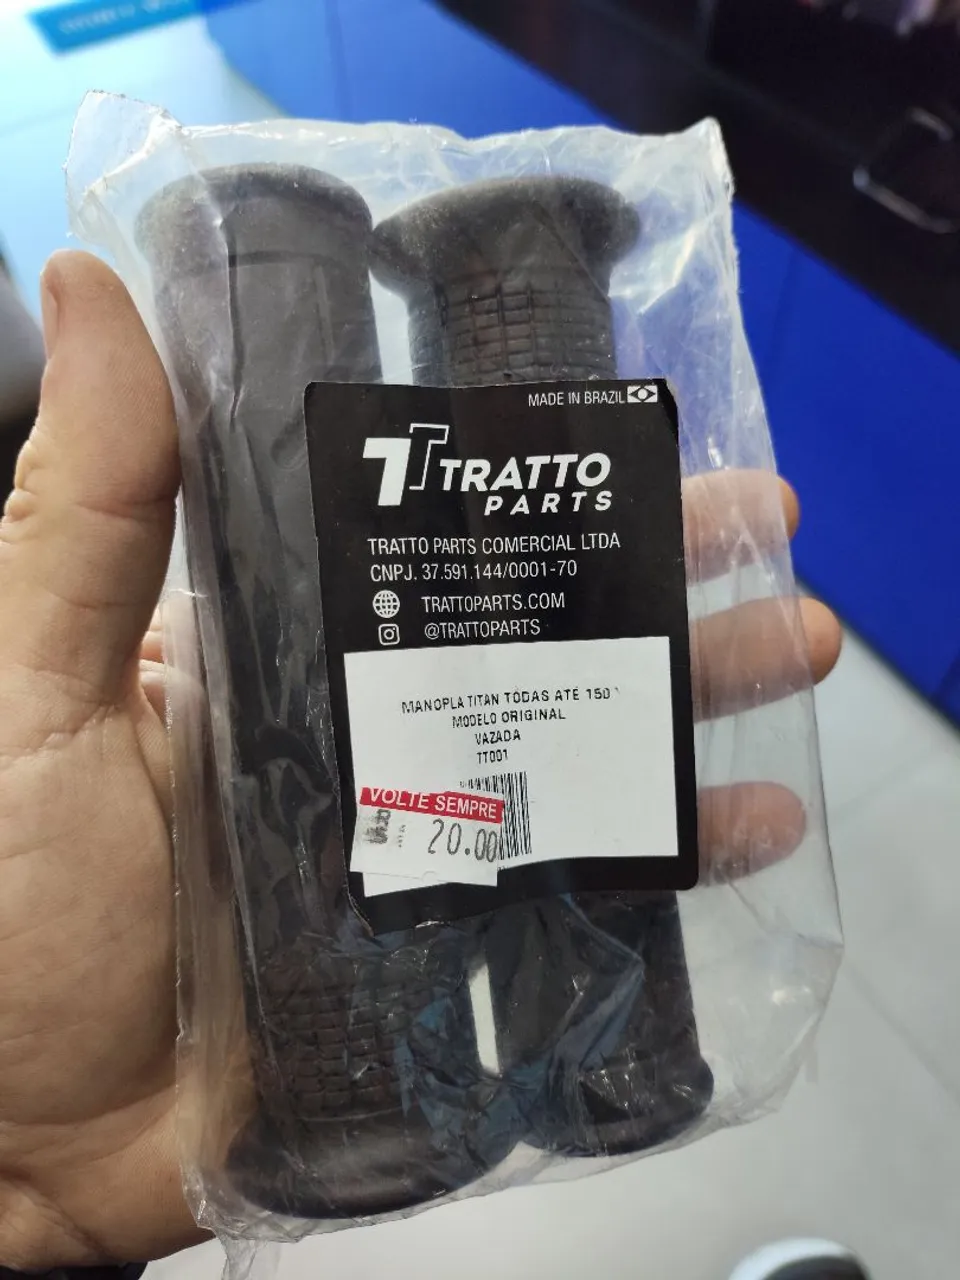 MADE IN BRAZIL
TRATTO
PARTS
TRATTO PARTS COMERCIAL LTDA
CNPJ. 37.591.144/0001-70
TRATTOPARTS.COM
@TRATTOPARTS
MANOPLA TITAN TODAS ATÉ 150
MODELO ORIGINAL
VAZADA
TT001
VOLTE SEMPRE
20.00